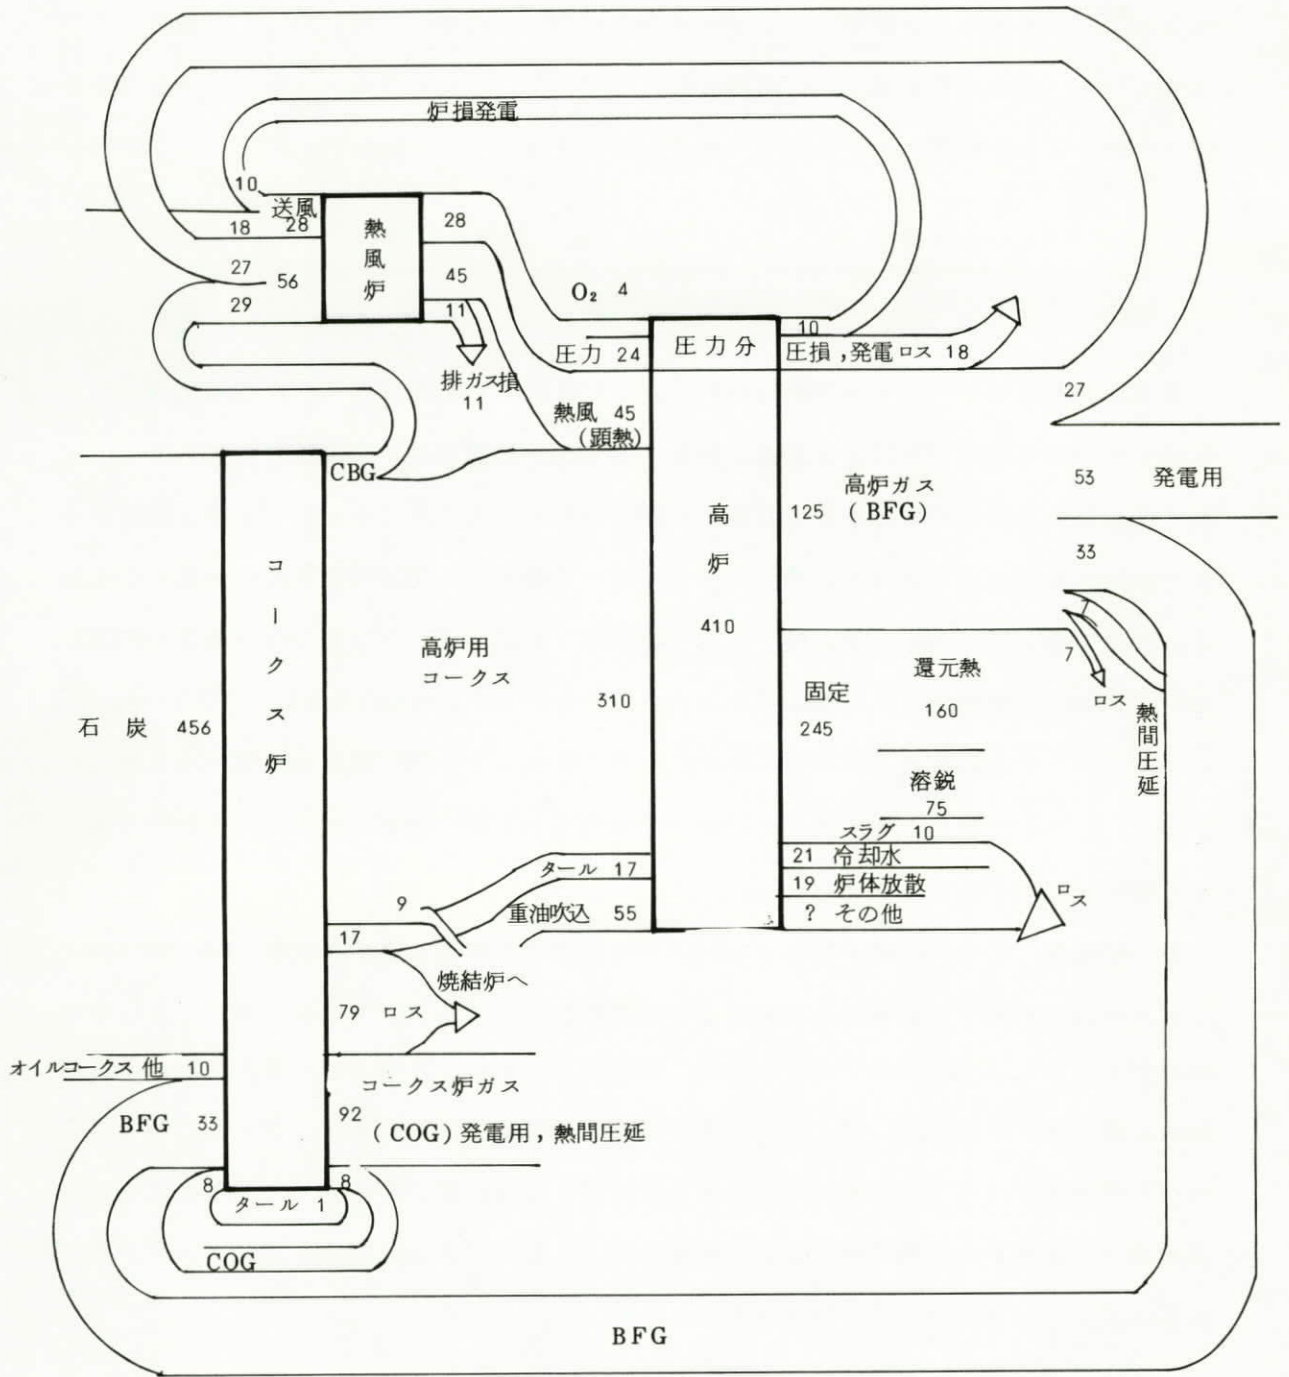 炉損発電
10
送風
18 28
28
熱風炉
27
56
45
29
11
O₂ 4
10
圧力 24
圧力分
圧損,発電ロス 18
排ガス損
11
熱風 45
(顕熱)
27
CBG
53 発電用
高炉ガス
125 (BFG)
高炉
410
33
7
7
ロス
コークス炉
高炉用
コークス
310
還元熱
固定
245
160
石炭 456
熱間圧延
溶銑
75
スラグ 10
タール 17
21 冷却水
19 炉体放散
? その他
ロス
9
17
重油吹込 55
焼結炉へ
79 ロス
オイルコークス他 10
コークス炉ガス
BFG 33
92
(COG)発電用,熱間圧延
8
8
タール 1
COG
BFG